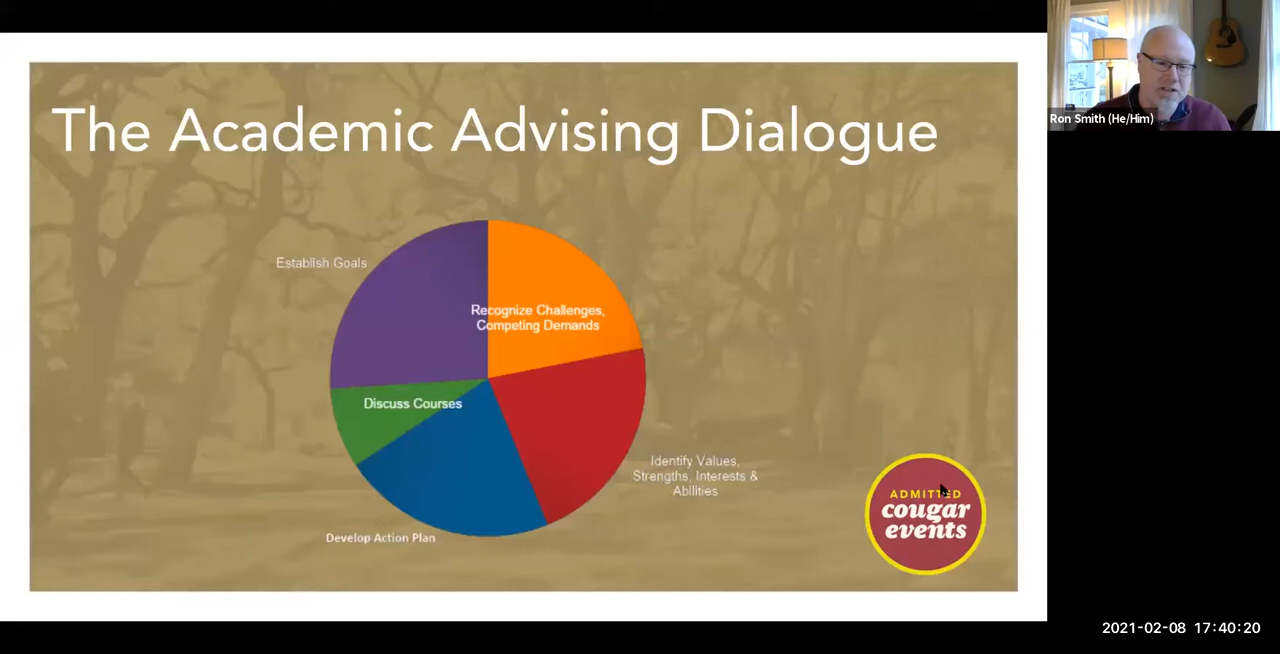 The Academic Advising Dialogue
Establish Goals
Recognize Challenges,
Competing Demands
Discuss Courses
Identify Values,
Strengths, Interests &
Abilities
Develop Action Plan
ADMITTED
cougar
events
Ron Smith (He/Him)
2021-02-08 17:40:20